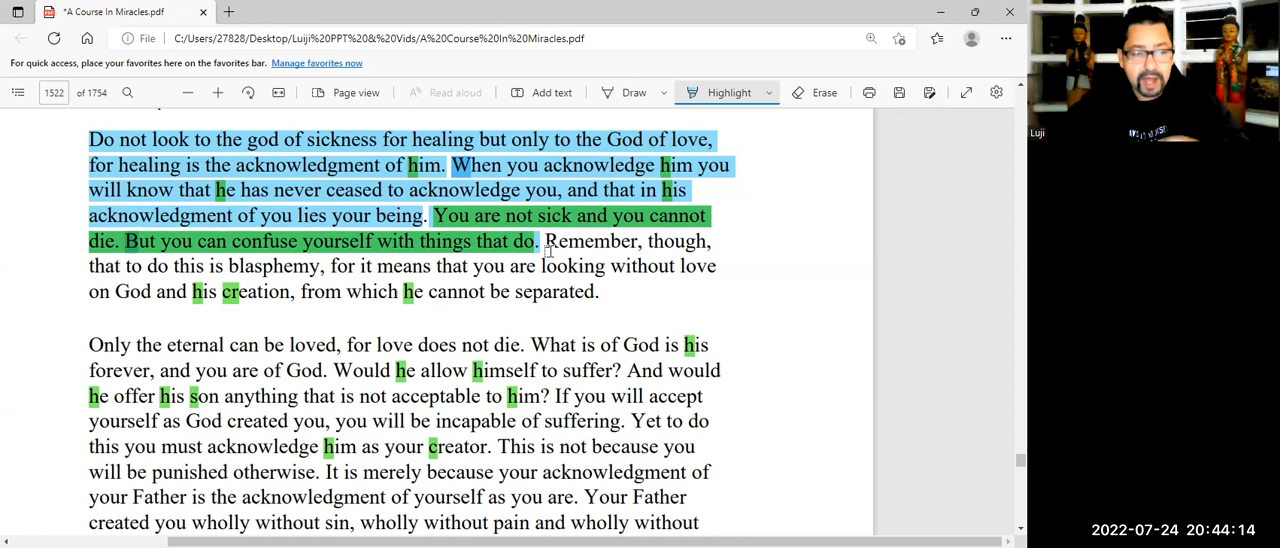 *A Course In Miracles.pdf
File
C:/Users/27828/Desktop/Luiji%20PPT%20&%20Vids/A%20Course%20In%20Miracles.pdf
For quick access, place your favorites here on the favorites bar. Manage favorites now
1522 of 1754
Page view
Read aloud
Add text
Draw
Highlight
Erase
Do not look to the god of sickness for healing but only to the God of love,
for healing is the acknowledgment of him. When you acknowledge him you
will know that he has never ceased to acknowledge you, and that in his
acknowledgment of you lies your being. You are not sick and you cannot
die. But you can confuse yourself with things that do. Remember, though,
that to do this is blasphemy, for it means that you are looking without love
on God and his creation, from which he cannot be separated.
Only the eternal can be loved, for love does not die. What is of God is his
forever, and you are of God. Would he allow himself to suffer? And would
he offer his son anything that is not acceptable to him? If you will accept
yourself as God created you, you will be incapable of suffering. Yet to do
this you must acknowledge him as your creator. This is not because you
will be punished otherwise. It is merely because your acknowledgment of
your Father is the acknowledgment of yourself as you are. Your Father
created you wholly without sin, wholly without pain and wholly without
Luji
2022-07-24 20:44:14